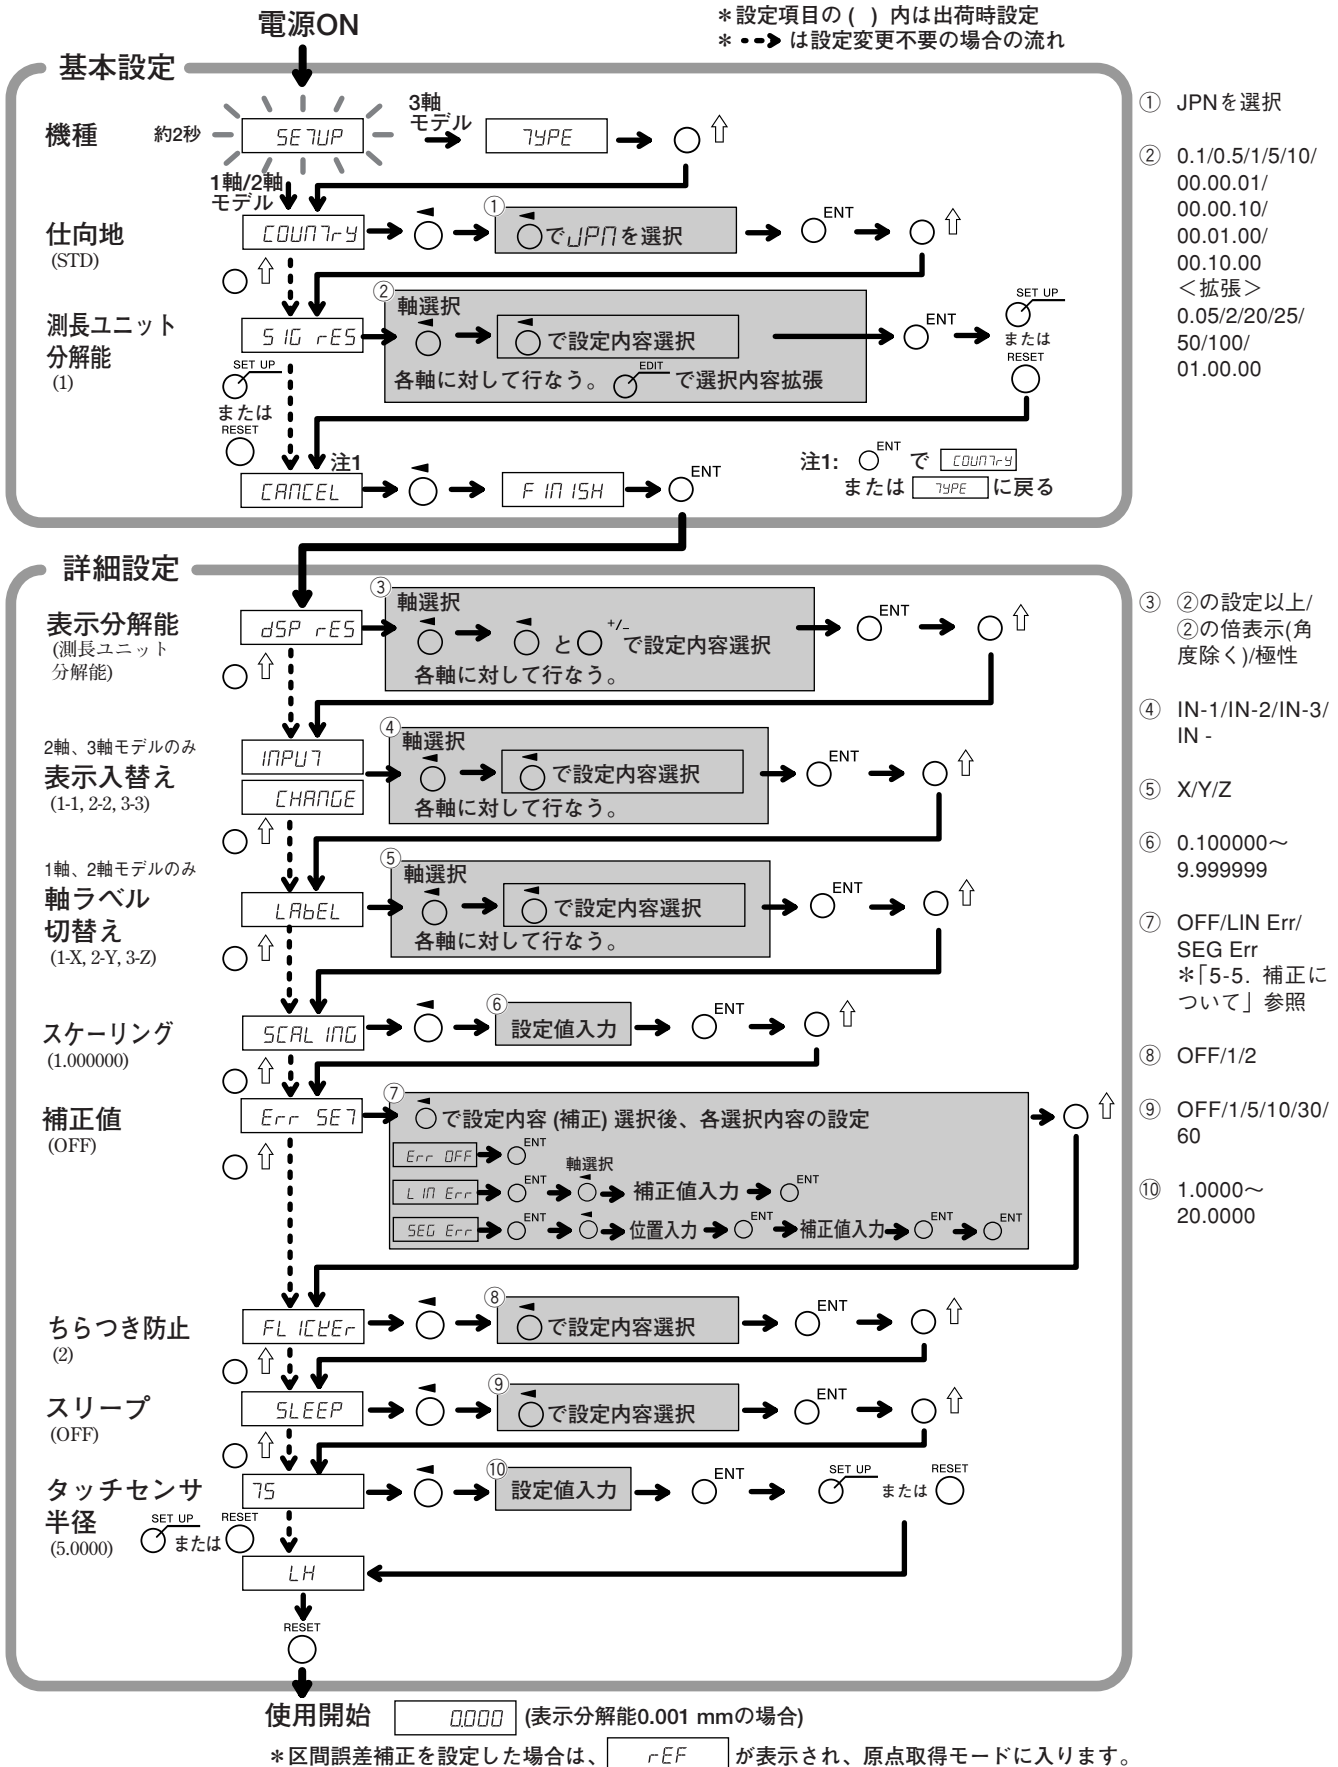 電源ON
＊設定項目の ( ) 内は出荷時設定
＊ は設定変更不要の場合の流れ
基本設定
機種
約2秒
SETUP
3軸
モデル
TYPE
1軸/2軸
モデル
仕向地
(STD)
COUNTrY
①
でJPNを選択
ENT
測長ユニット
分解能
(1)
SIG rES
②
軸選択
で設定内容選択
各軸に対して行なう。
EDIT
で選択内容拡張
ENT
SET UP
または
RESET
SET UP
または
RESET
注1
CANCEL
FINISH
ENT
注1:
ENT
で
COUNTrY
または
TYPE
に戻る
① JPNを選択
② 0.1/0.5/1/5/10/
00.00.01/
00.00.10/
00.01.00/
00.10.00
＜拡張＞
0.05/2/20/25/
50/100/
01.00.00
詳細設定
表示分解能
(測長ユニット
分解能)
dSP rES
③
軸選択
と
+/-
で設定内容選択
各軸に対して行なう。
ENT
2軸、3軸モデルのみ
表示入替え
(1-1, 2-2, 3-3)
INPUT
CHANGE
④
軸選択
で設定内容選択
各軸に対して行なう。
ENT
1軸、2軸モデルのみ
軸ラベル
切替え
(1-X, 2-Y, 3-Z)
LAbEL
⑤
軸選択
で設定内容選択
各軸に対して行なう。
ENT
スケーリング
(1.000000)
SCALING
⑥
設定値入力
ENT
補正値
(OFF)
Err SET
⑦
で設定内容 (補正) 選択後、各選択内容の設定
Err OFF
ENT
LIN Err
ENT
軸選択
補正値入力
ENT
SEG Err
ENT
位置入力
ENT
補正値入力
ENT
ENT
ちらつき防止
(2)
FLICKEr
⑧
で設定内容選択
ENT
スリープ
(OFF)
SLEEP
⑨
で設定内容選択
ENT
タッチセンサ
半径
(5.0000)
SET UP
または
RESET
TS
⑩
設定値入力
ENT
SET UP
または
RESET
LH
RESET
③ ②の設定以上/
②の倍表示(角
度除く)/極性
④ IN-1/IN-2/IN-3/
IN -
⑤ X/Y/Z
⑥ 0.100000～
9.999999
⑦ OFF/LIN Err/
SEG Err
＊「5-5. 補正に
ついて」参照
⑧ OFF/1/2
⑨ OFF/1/5/10/30/
60
⑩ 1.0000～
20.0000
使用開始
0.000
(表示分解能0.001 mmの場合)
＊区間誤差補正を設定した場合は、 rEF が表示され、原点取得モードに入ります。